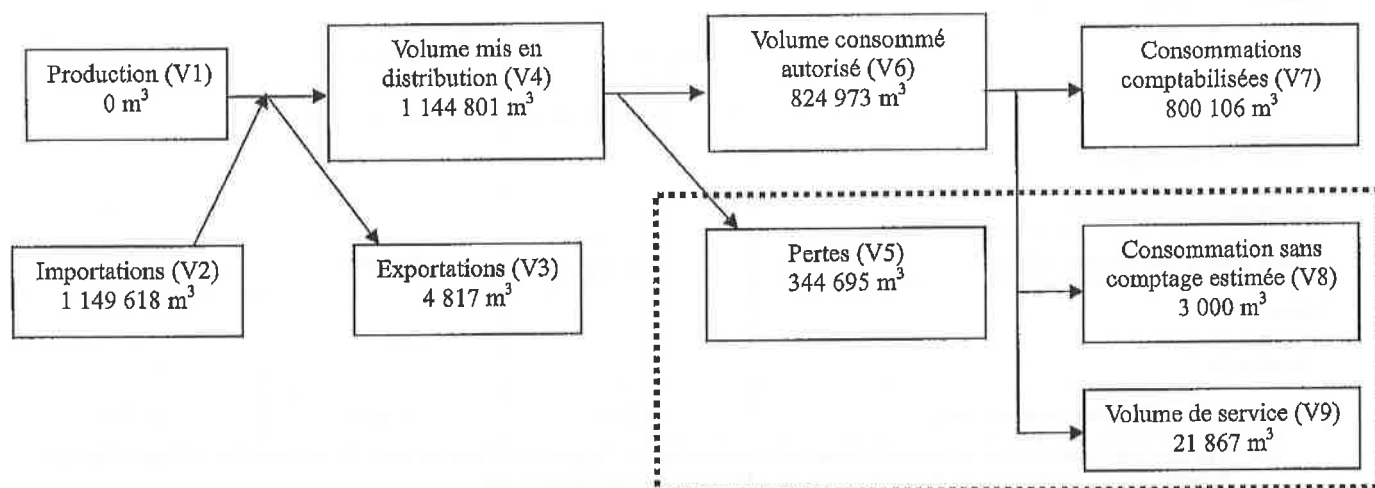 Production (V1)
0 m³
Volume mis en
distribution (V4)
1 144 801 m³
Volume consommé
autorisé (V6)
824 973 m³
Consommations
comptabilisées (V7)
800 106 m³
Importations (V2)
1 149 618 m³
Exportations (V3)
4 817 m³
Pertes (V5)
344 695 m³
Consommation sans
comptage estimée (V8)
3 000 m³
Volume de service (V9)
21 867 m³